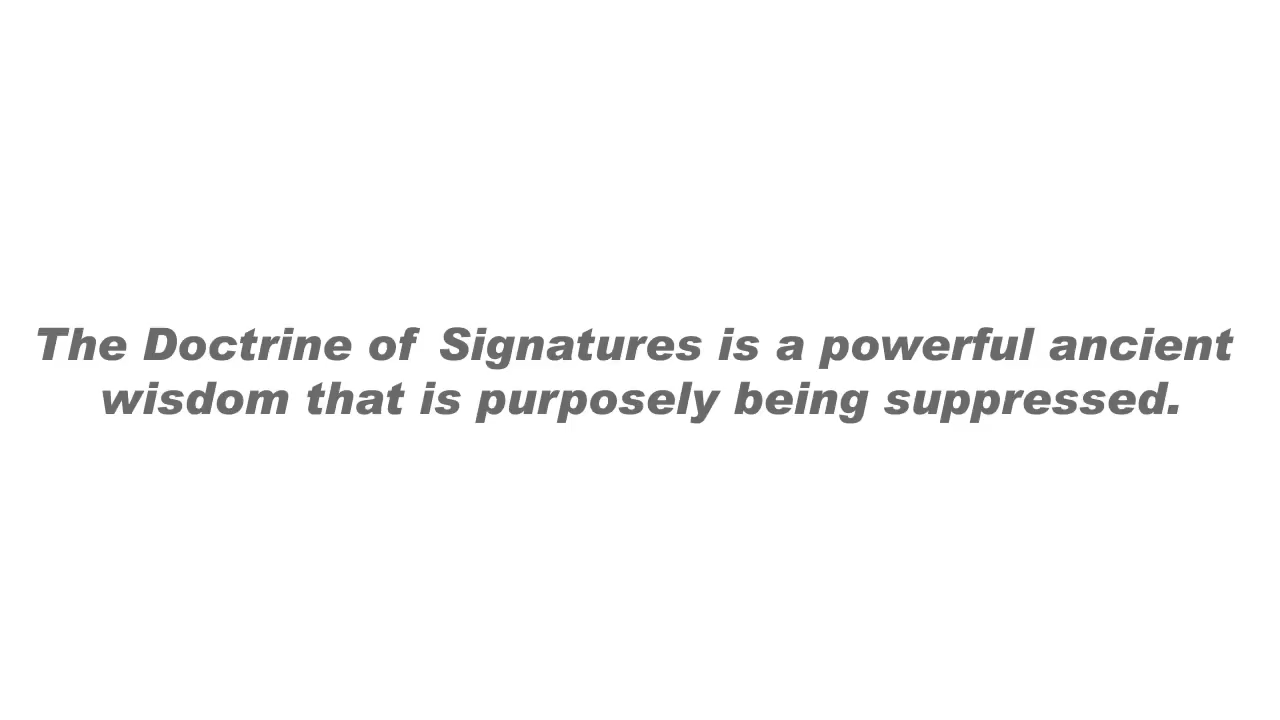 The Doctrine of Signatures is a powerful ancient
wisdom that is purposely being suppressed.